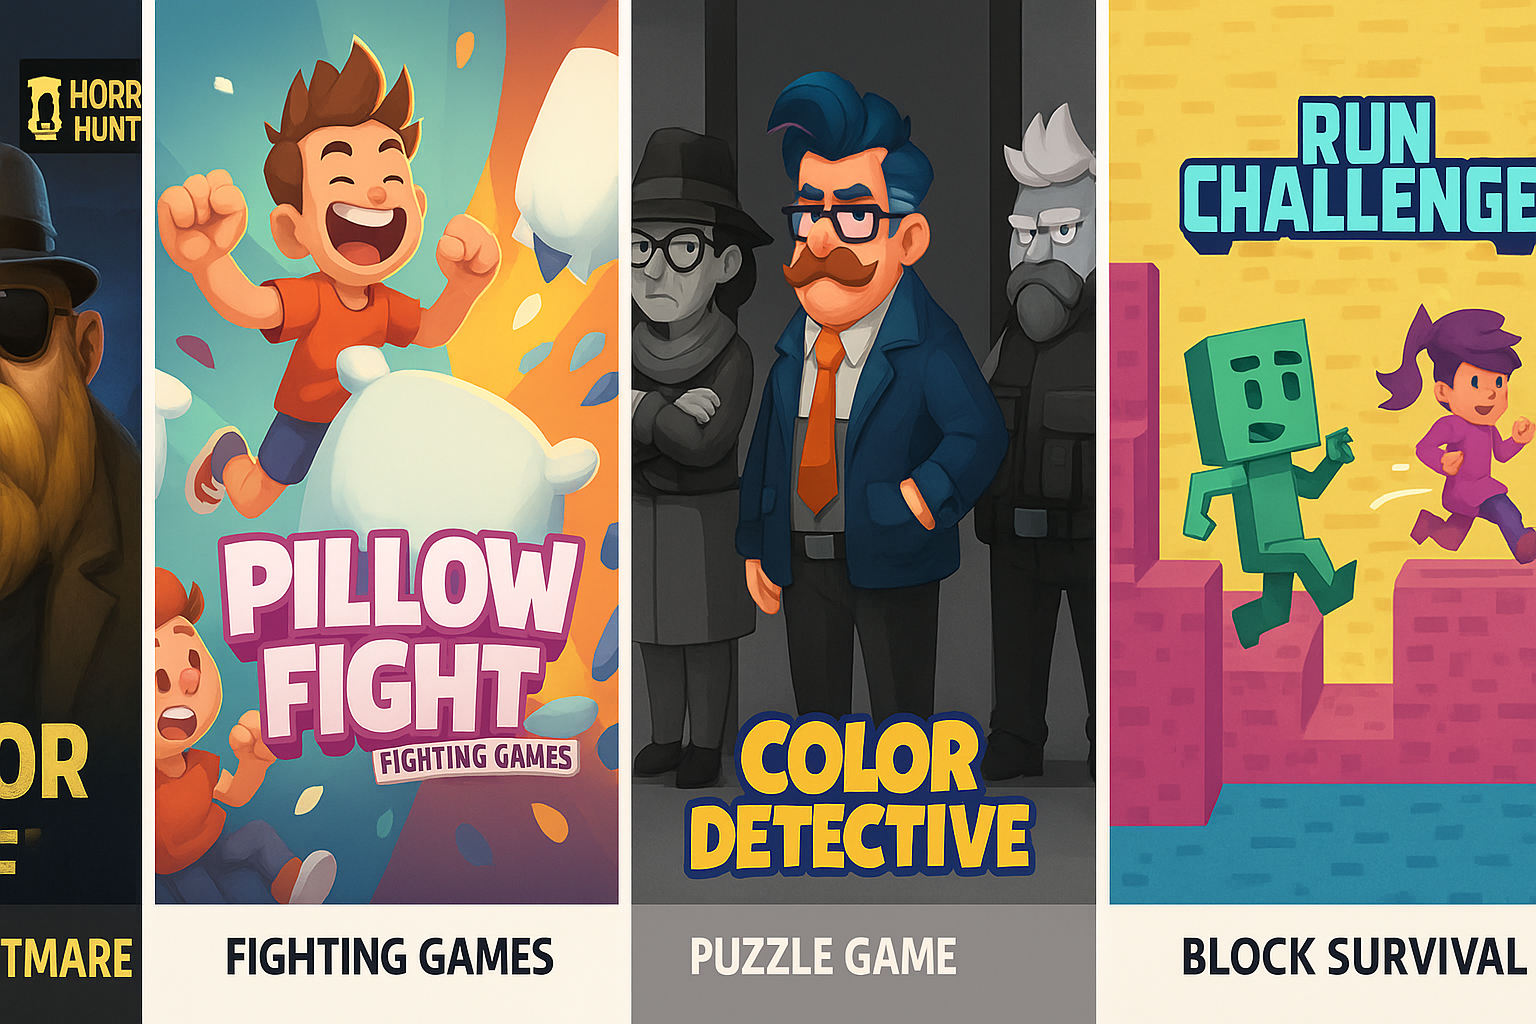 HORR
HUNT
OR
F
TMARE
PILLOW
FIGHT
FIGHTING GAMES
FIGHTING GAMES
COLOR
DETECTIVE
PUZZLE GAME
RUN
CHALLENGE
BLOCK SURVIVAL